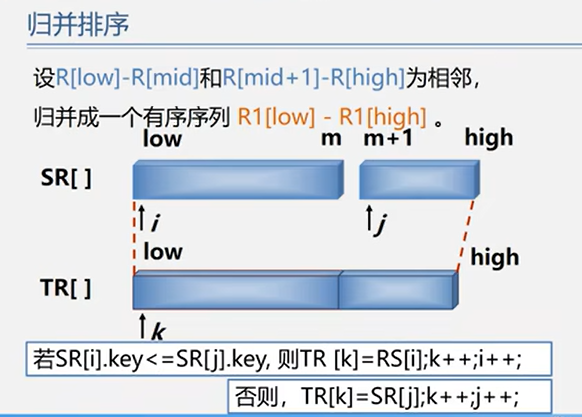 归并排序
设R[low]-R[mid]和R[mid+1]-R[high]为相邻，
归并成一个有序序列 R1[low] - R1[high] 。
low m m+1 high
SR[ ]
i j
low high
TR[ ]
k
若SR[i].key<=SR[j].key, 则TR [k]=RS[i];k++;i++;
否则，TR[k]=SR[j];k++;j++;